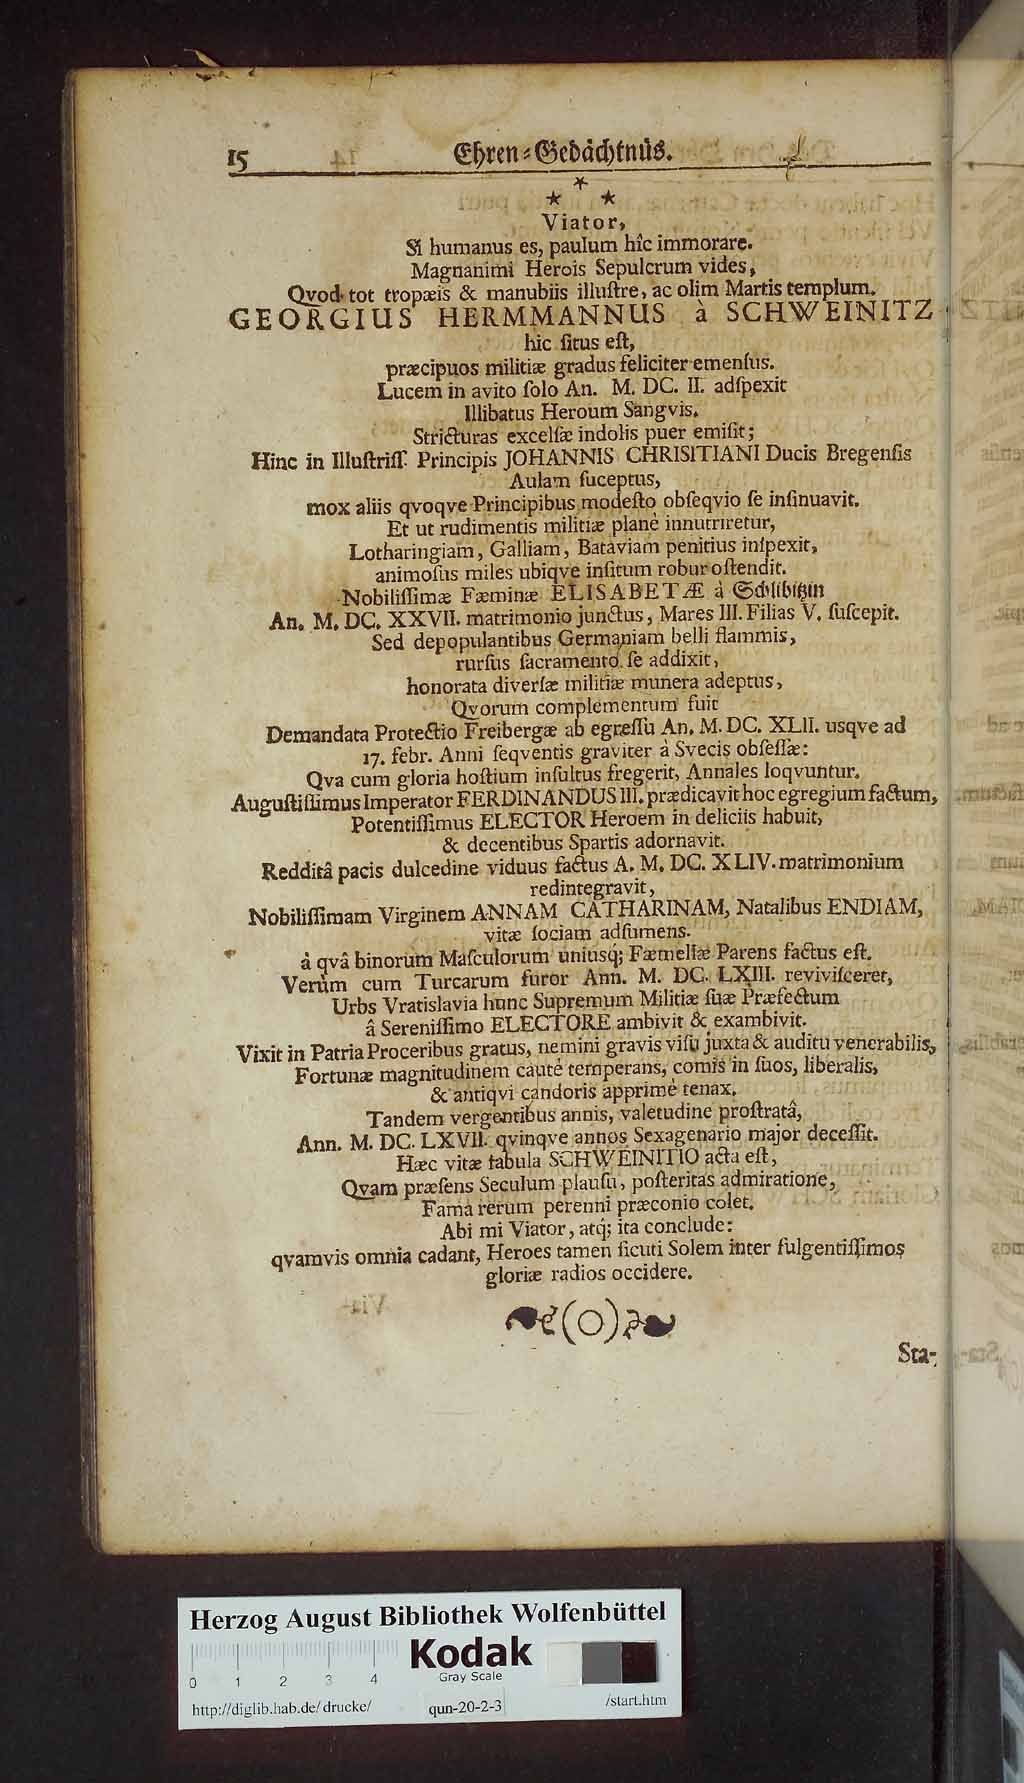 15 Ehren-Gedächtnüs.
Viator,
Si humanus es, paulum hîc immorare.
Magnanimi Herois Sepulcrum vides,
Qvod tot tropæis & manubiis illuſtre, ac olim Martis templum.
GEORGIUS HERMMANNUS à SCHWEINITZ
hic ſitus eſt,
præcipuos militiæ gradus feliciter emenſus.
Lucem in avito ſolo An. M. DC. II. adſpexit
Illibatus Heroum Sangvis.
Stricturas excelſæ indolis puer emiſit;
Hinc in Illuſtriſſ. Principis JOHANNIS CHRISITIANI Ducis Bregenſis
Aulam ſuceptus,
mox aliis qvoqve Principibus modeſto obſeqvio ſe inſinuavit.
Et ut rudimentis militiæ planè innutriretur,
Lotharingiam, Galliam, Bataviam penitius inſpexit,
animoſus miles ubiqve inſitum robur oſtendit.
Nobiliſſimæ Fæminæ ELISABETÆ à Schlibitzin
An. M. DC. XXVII. matrimonio junctus, Mares III. Filias V. ſuſcepit.
Sed depopulantibus Germaniam belli flammis,
rurſus ſacramento ſe addixit,
honorata diverſæ militiæ munera adeptus,
Qvorum complementum fuit
Demandata Protectio Freibergæ ab egreſſu An. M. DC. XLII. usqve ad
17. febr. Anni ſeqventis graviter à Svecis obſeſſæ:
Qva cum gloria hoſtium inſultus fregerit, Annales loqvuntur.
Auguſtiſſimus Imperator FERDINANDUS III. prædicavit hoc egregium factum,
Potentiſſimus ELECTOR Heroem in deliciis habuit,
& decentibus Spartis adornavit.
Redditâ pacis dulcedine viduus factus A. M. DC. XLIV. matrimonium
redintegravit,
Nobiliſſimam Virginem ANNAM CATHARINAM, Natalibus ENDIAM,
vitæ ſociam adſumens.
à qvâ binorum Maſculorum uniusq; Fæmellæ Parens factus eſt.
Verùm cum Turcarum furor Ann. M. DC. LXIII. reviviſceret,
Urbs Vratislavia hunc Supremum Militiæ ſuæ Præfectum
â Sereniſſimo ELECTORE ambivit & exambivit.
Vixit in Patria Proceribus gratus, nemini gravis viſu juxta & auditu venerabilis,
Fortunæ magnitudinem cautè temperans, comis in ſuos, liberalis,
& antiqvi candoris apprimè tenax.
Tandem vergentibus annis, valetudine proſtratâ,
Ann. M. DC. LXVII. qvinqve annos Sexagenario major deceſſit.
Hæc vitæ tabula SCHWEINITIO acta eſt,
Qvam præſens Seculum plauſu, poſteritas admiratione,
Fama rerum perenni præconio colet.
Abi mi Viator, atq; ita conclude:
qvamvis omnia cadant, Heroes tamen ſicuti Solem inter fulgentiſſimos
gloriæ radios occidere.
Sta-
Herzog August Bibliothek Wolfenbüttel
Kodak
Gray Scale
0 1 2 3 4
http://diglib.hab.de/drucke/ qun-20-2-3 /start.htm